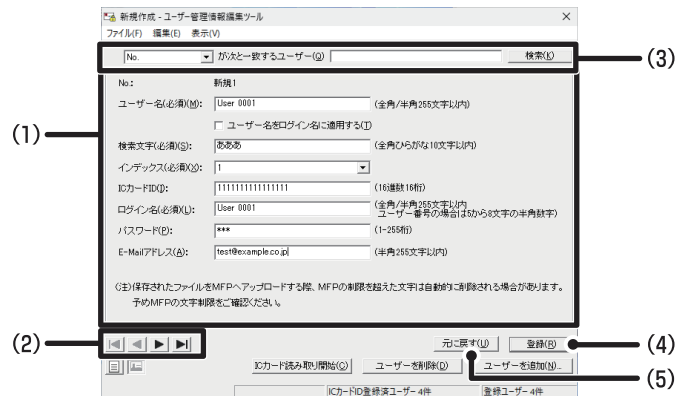 新規作成 - ユーザー管理情報編集ツール
ファイル(F) 編集(E) 表示(V)
No. が次と一致するユーザー(Q) 検索(K)
(3)
No.: 新規1
ユーザー名(必須)(M): User 0001 (全角/半角255文字以内)
ユーザー名をログイン名に適用する(T)
(1)
検索文字(必須)(S): あああ (全角ひらがな10文字以内)
インデックス(必須)(X): 1
ICカードID(I): 1111111111111111 (16進数16桁)
ログイン名(必須)(L): User 0001 (全角/半角255文字以内
ユーザー番号の場合は5から8文字の半角数字)
パスワード(P): *** (1-255桁)
E-Mailアドレス(A): test@example.co.jp (半角255文字以内)
(注)保存されたファイルをMFPへアップロードする際、MFPの制限を超えた文字は自動的に削除される場合があります。
予めMFPの文字制限をご確認ください。
(2)
元に戻す(U) 登録(R)
(4)
ICカード読み取り開始(C) ユーザーを削除(D) ユーザーを追加(N)...
(5)
ICカードID登録済ユーザー 4件 登録ユーザー 4件